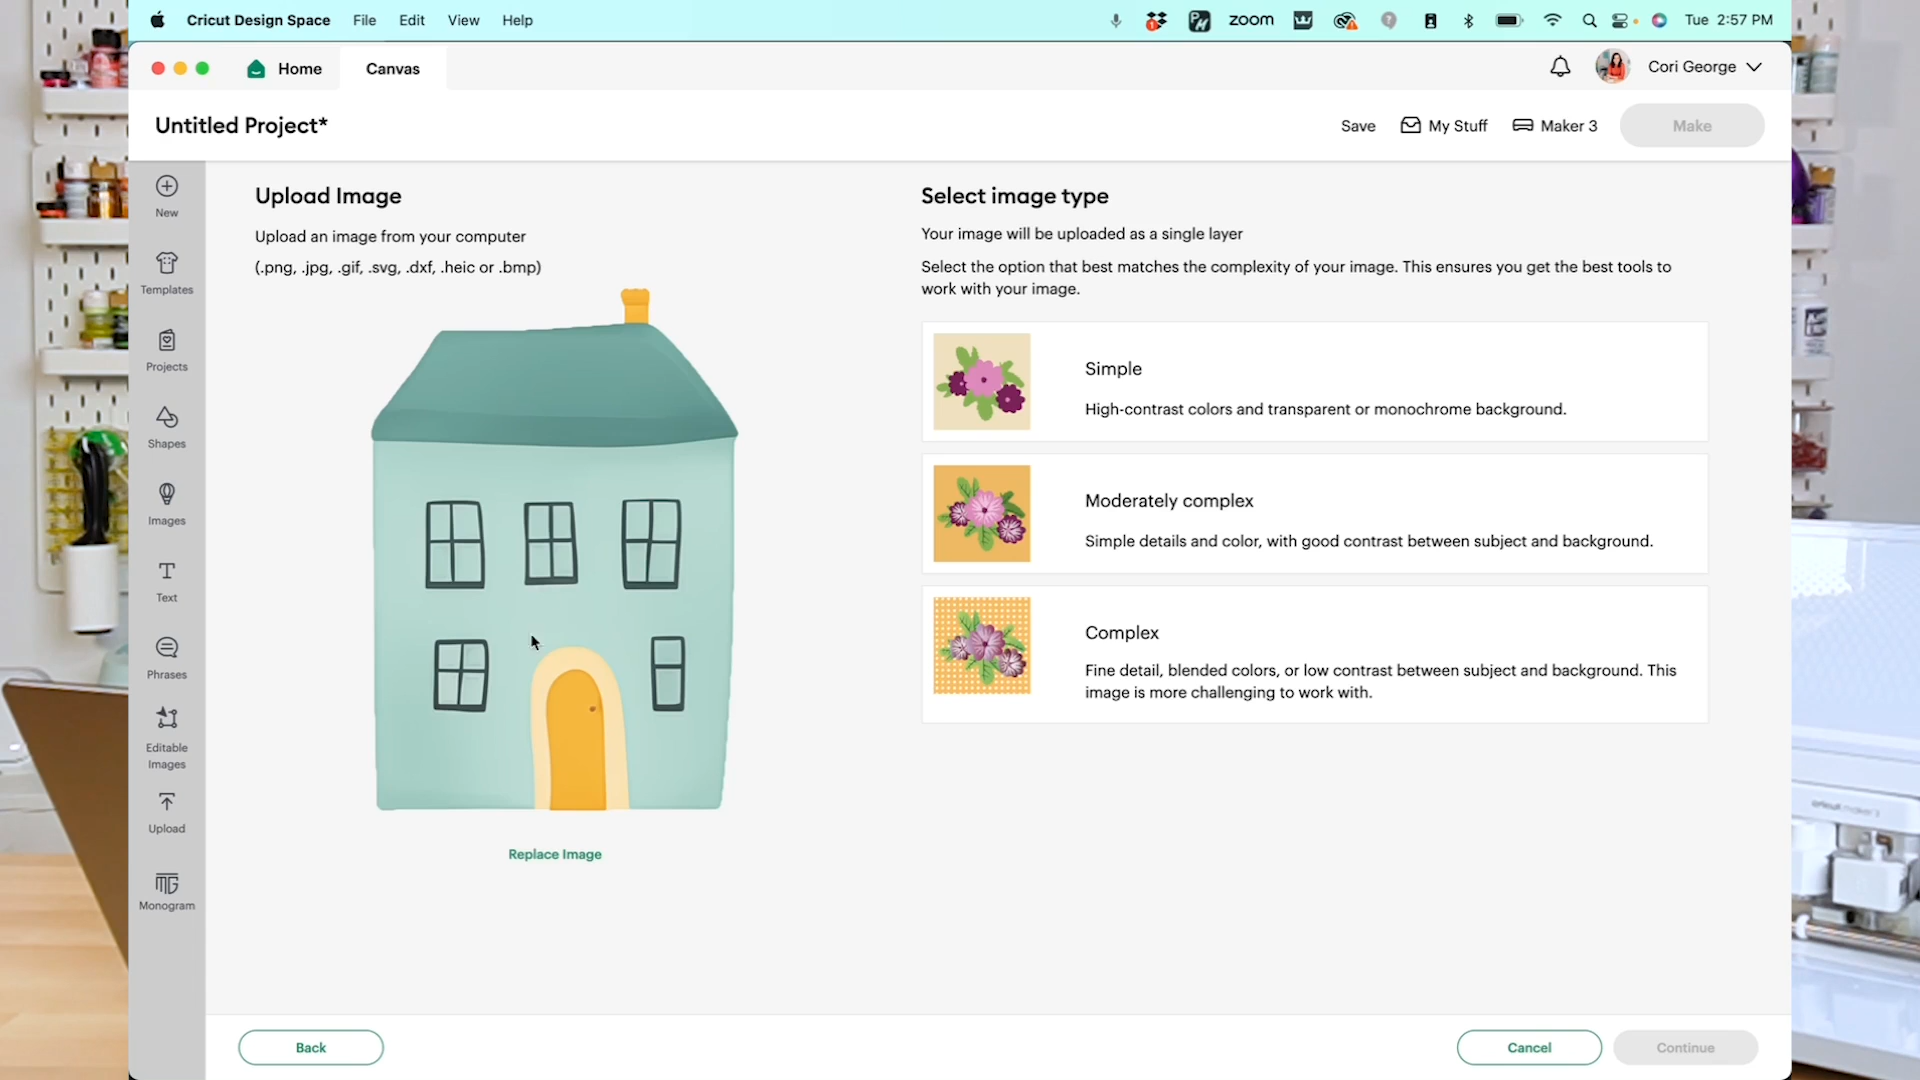 Cricut Design Space File Edit View Help zoom Tue 2:57 PM
Home Canvas Cori George
Untitled Project* Save My Stuff Maker 3 Make
New
Templates
Projects
Shapes
Images
Text
Phrases
Editable
Images
Upload
Monogram
Upload Image
Upload an image from your computer
(.png, .jpg, .gif, .svg, .dxf, .heic or .bmp)
Replace Image
Select image type
Your image will be uploaded as a single layer
Select the option that best matches the complexity of your image. This ensures you get the best tools to
work with your image.
Simple
High-contrast colors and transparent or monochrome background.
Moderately complex
Simple details and color, with good contrast between subject and background.
Complex
Fine detail, blended colors, or low contrast between subject and background. This
image is more challenging to work with.
Back Cancel Continue